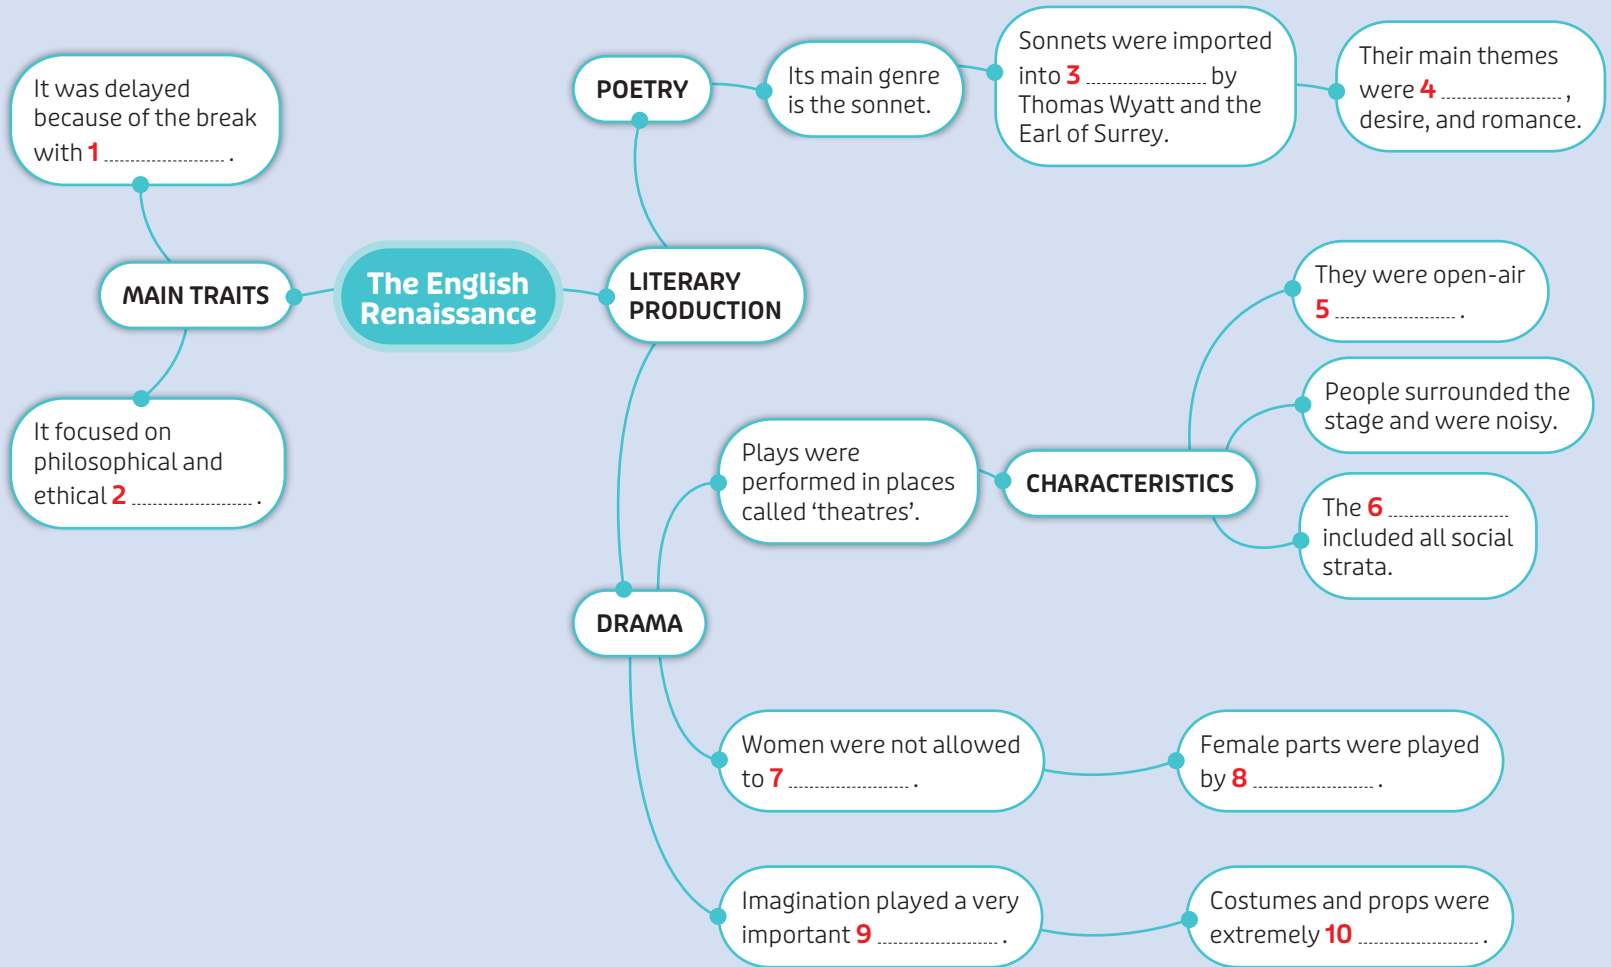 It was delayed
because of the break
with 1 .
MAIN TRAITS
It focused on
philosophical and
ethical 2 .
The English
Renaissance
LITERARY
PRODUCTION
POETRY
Its main genre
is the sonnet.
Sonnets were imported
into 3 by
Thomas Wyatt and the
Earl of Surrey.
Their main themes
were 4 ,
desire, and romance.
DRAMA
Plays were
performed in places
called ‘theatres’.
CHARACTERISTICS
They were open-air
5 .
People surrounded the
stage and were noisy.
The 6
included all social
strata.
Women were not allowed
to 7 .
Female parts were played
by 8 .
Imagination played a very
important 9 .
Costumes and props were
extremely 10 .